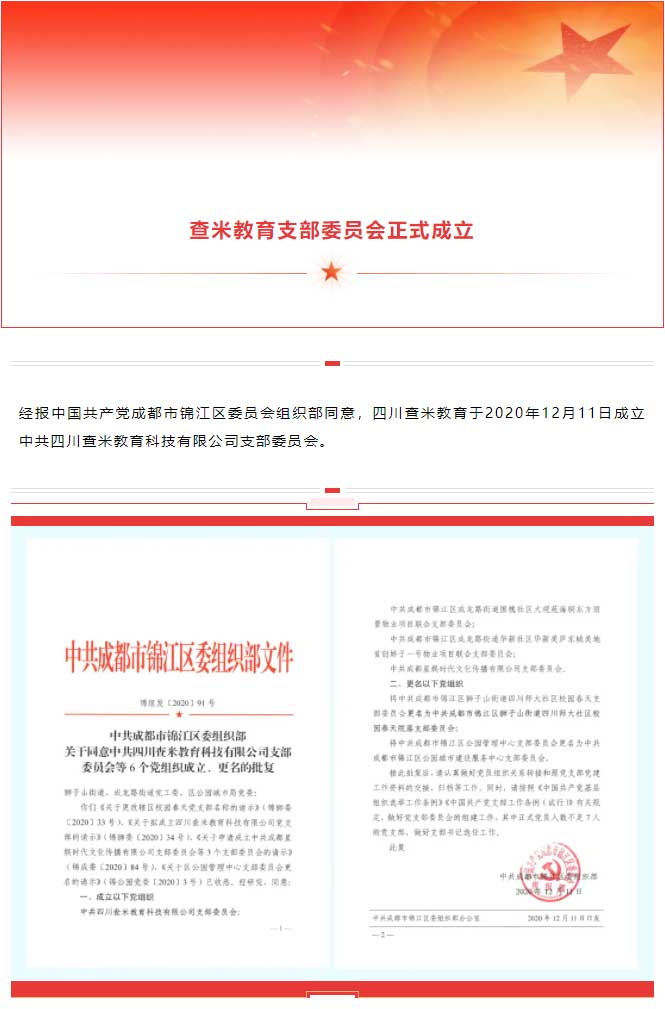 查米教育支部委员会正式成立
经报中国共产党成都市锦江区委员会组织部同意，四川查米教育于2020年12月11日成立
中共四川查米教育科技有限公司支部委员会。
中共成都市锦江区委组织部文件
〔2020〕91号
中共成都市锦江区委组织部
关于同意中共四川查米教育科技有限公司支部
委员会等6个党组织成立、更名的批复
狮子山街道、成龙路街道党工委、区公园城市局党委：
你们《关于更改辖区校园春天党支部名称的请示》（锦狮委
〔2020〕33号）、《关于拟成立四川查米教育科技有限公司党支
部的请示》（锦狮委〔2020〕34号）、《关于申请成立中共成都星
娱时代文化传播有限公司支部委员会等3个支部委员会的请示》
（锦成委〔2020〕84号）、《关于区公园管理中心支部委员会更
名的请示》（锦公园党委〔2020〕3号）已收悉。经研究，同意：
一、成立以下党组织
中共四川查米教育科技有限公司支部委员会；
—1—
中共成都市锦江区成龙路街道国槐社区大观苑海桐东方丽
景物业项目联合支部委员会；
中共成都市锦江区成龙路街道华新社区华新美庐东城美地
首创娇子一号物业项目联合支部委员会；
中共成都星娱时代文化传播有限公司支部委员会。
二、更名以下党组织
将中共成都市锦江区狮子山街道四川师大社区校园春天支
部委员会更名为中共成都市锦江区狮子山街道四川师大社区校
园春天院落支部委员会；
将中共成都市锦江区公园管理中心支部委员会更名为中共
成都市锦江区公园城市建设服务中心支部委员会。
接此批复后，请认真做好党员组织关系转接和原党支部党建
工作资料的交接、归档等工作。同时，请按照《中国共产党基层
组织选举工作条例》《中国共产党支部工作条例（试行）》有关规
定，做好党支部委员会的组建工作，其中正式党员人数不足7人
的党支部，做好支部书记选任工作。
此复
中共成都市锦江区委组织部
2020年12月11日
中共成都市锦江区委组织部办公室
2020年12月11日印发
—2—